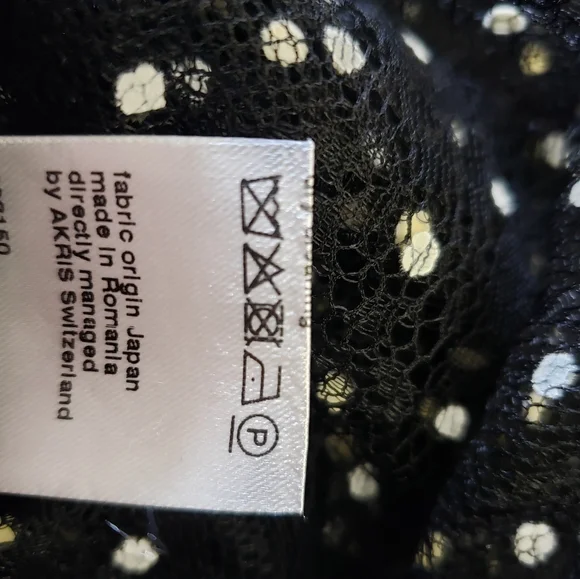 P
fabric origin Japan
made in Romania
directly managed
by AKRIS Switzerland